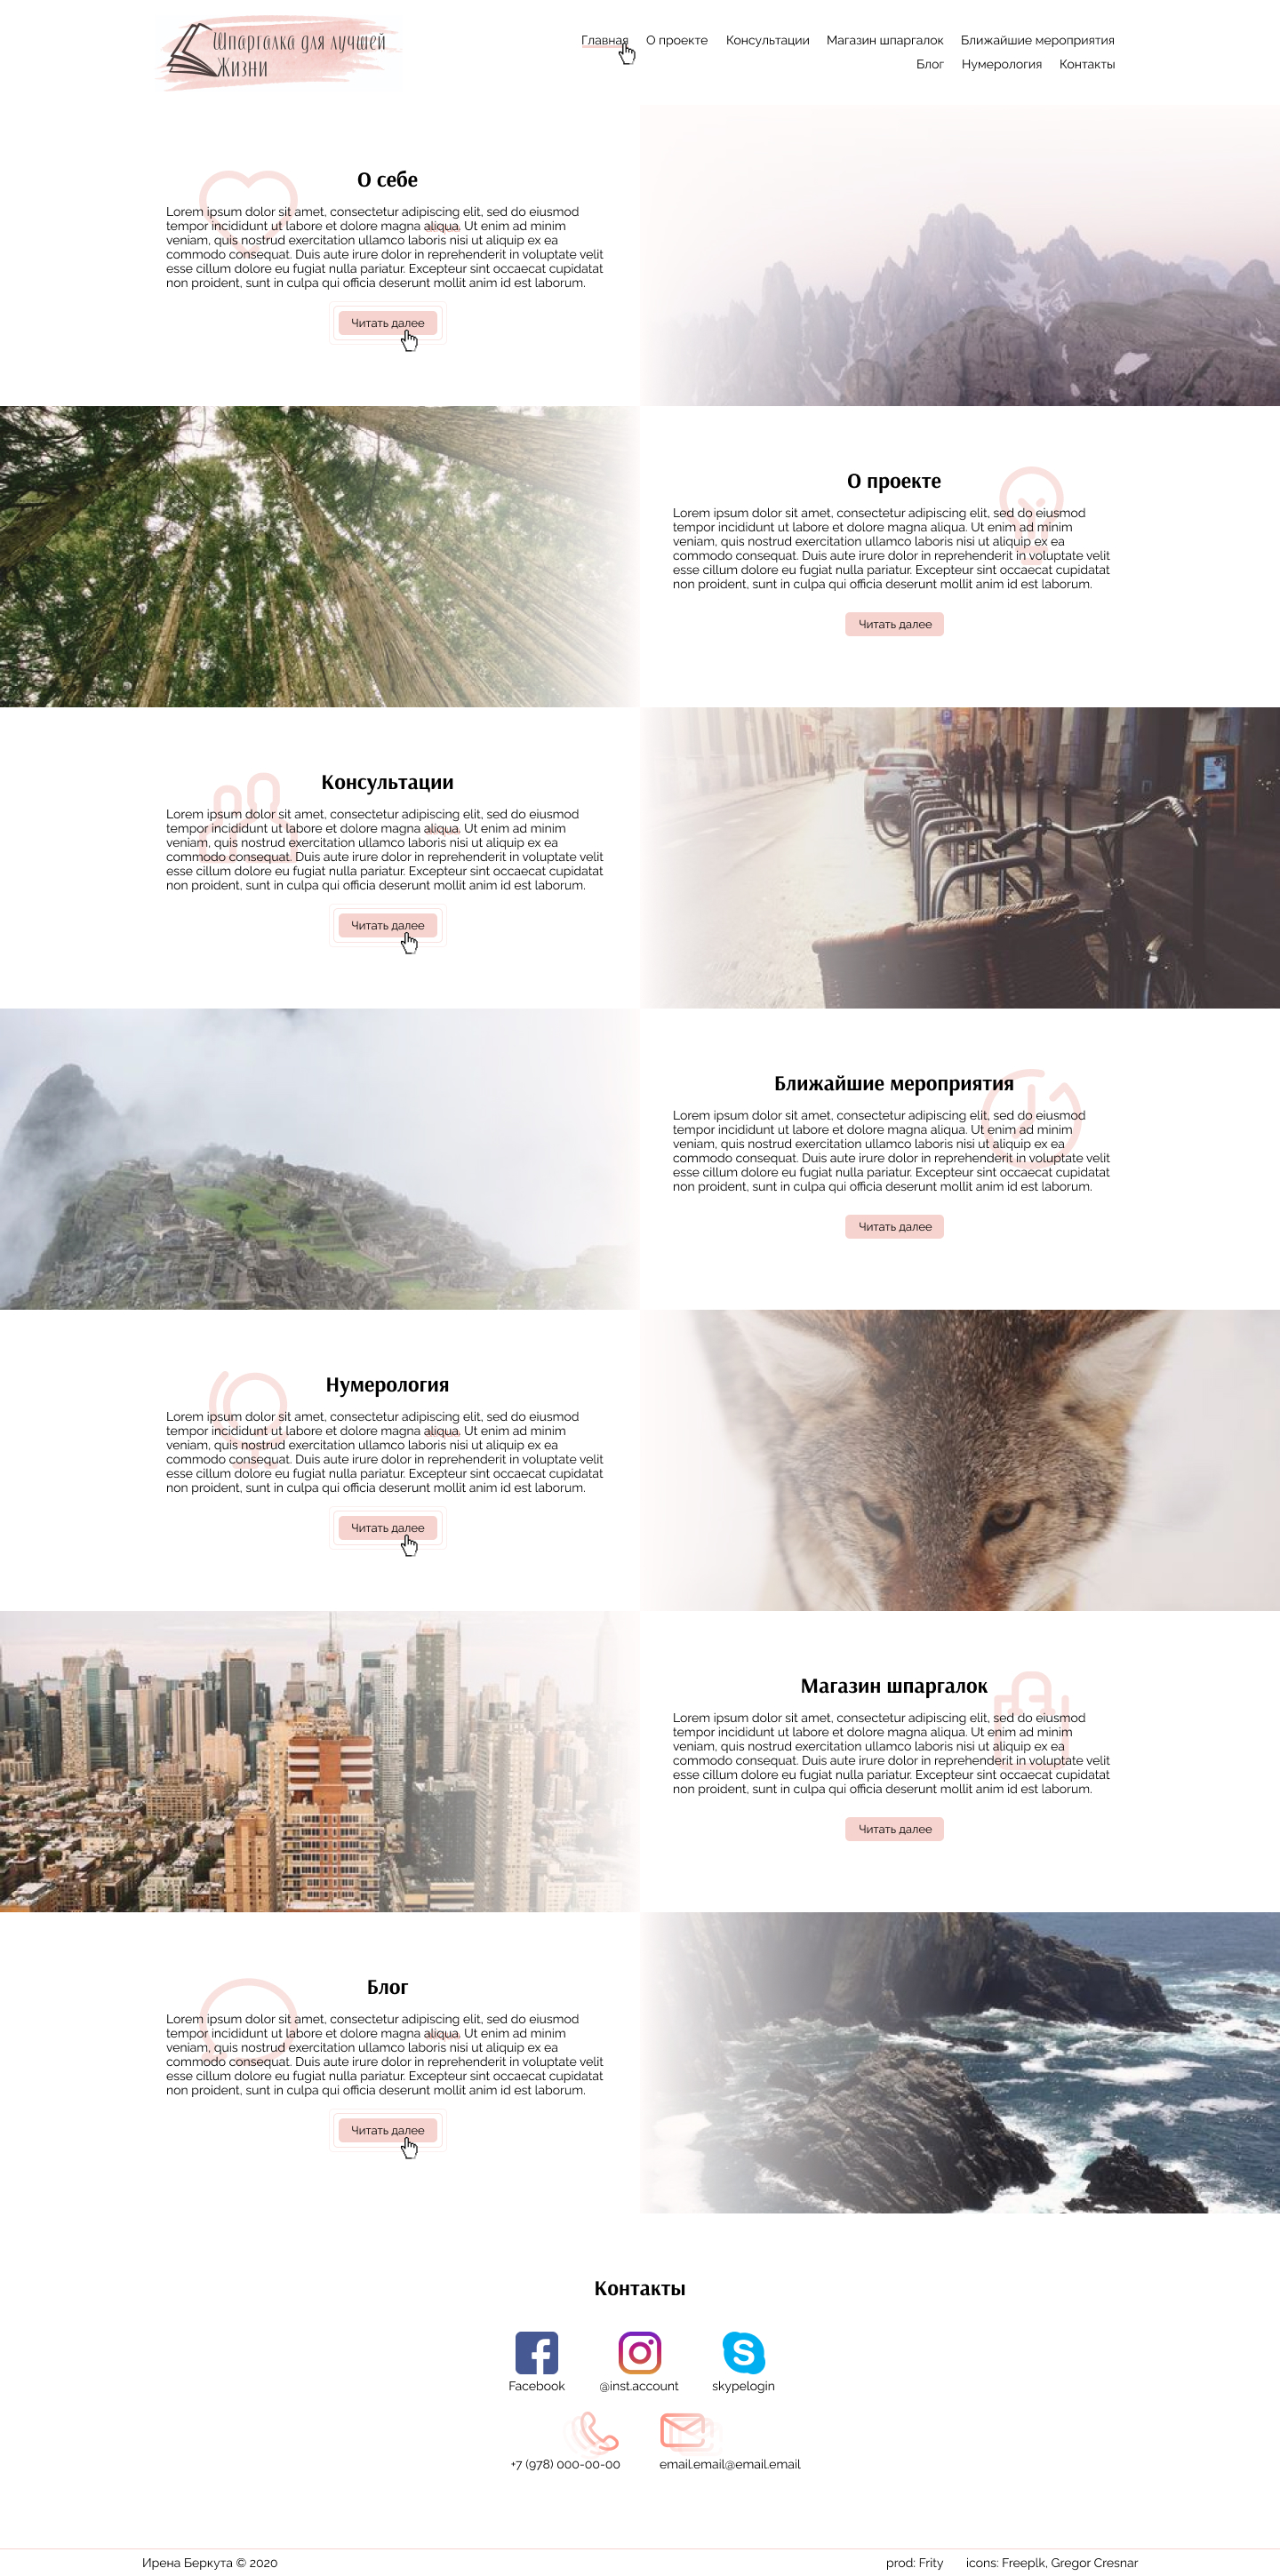 Шпаргалка для лучшей
Жизни
Главная О проекте Консультации Магазин шпаргалок Ближайшие мероприятия
Блог Нумерология Контакты
О себе
Lorem ipsum dolor sit amet, consectetur adipiscing elit, sed do eiusmod
tempor incididunt ut labore et dolore magna aliqua. Ut enim ad minim
veniam, quis nostrud exercitation ullamco laboris nisi ut aliquip ex ea
commodo consequat. Duis aute irure dolor in reprehenderit in voluptate velit
esse cillum dolore eu fugiat nulla pariatur. Excepteur sint occaecat cupidatat
non proident, sunt in culpa qui officia deserunt mollit anim id est laborum.
Читать далее
О проекте
Lorem ipsum dolor sit amet, consectetur adipiscing elit, sed do eiusmod
tempor incididunt ut labore et dolore magna aliqua. Ut enim ad minim
veniam, quis nostrud exercitation ullamco laboris nisi ut aliquip ex ea
commodo consequat. Duis aute irure dolor in reprehenderit in voluptate velit
esse cillum dolore eu fugiat nulla pariatur. Excepteur sint occaecat cupidatat
non proident, sunt in culpa qui officia deserunt mollit anim id est laborum.
Читать далее
Консультации
Lorem ipsum dolor sit amet, consectetur adipiscing elit, sed do eiusmod
tempor incididunt ut labore et dolore magna aliqua. Ut enim ad minim
veniam, quis nostrud exercitation ullamco laboris nisi ut aliquip ex ea
commodo consequat. Duis aute irure dolor in reprehenderit in voluptate velit
esse cillum dolore eu fugiat nulla pariatur. Excepteur sint occaecat cupidatat
non proident, sunt in culpa qui officia deserunt mollit anim id est laborum.
Читать далее
Ближайшие мероприятия
Lorem ipsum dolor sit amet, consectetur adipiscing elit, sed do eiusmod
tempor incididunt ut labore et dolore magna aliqua. Ut enim ad minim
veniam, quis nostrud exercitation ullamco laboris nisi ut aliquip ex ea
commodo consequat. Duis aute irure dolor in reprehenderit in voluptate velit
esse cillum dolore eu fugiat nulla pariatur. Excepteur sint occaecat cupidatat
non proident, sunt in culpa qui officia deserunt mollit anim id est laborum.
Читать далее
Нумерология
Lorem ipsum dolor sit amet, consectetur adipiscing elit, sed do eiusmod
tempor incididunt ut labore et dolore magna aliqua. Ut enim ad minim
veniam, quis nostrud exercitation ullamco laboris nisi ut aliquip ex ea
commodo consequat. Duis aute irure dolor in reprehenderit in voluptate velit
esse cillum dolore eu fugiat nulla pariatur. Excepteur sint occaecat cupidatat
non proident, sunt in culpa qui officia deserunt mollit anim id est laborum.
Читать далее
Магазин шпаргалок
Lorem ipsum dolor sit amet, consectetur adipiscing elit, sed do eiusmod
tempor incididunt ut labore et dolore magna aliqua. Ut enim ad minim
veniam, quis nostrud exercitation ullamco laboris nisi ut aliquip ex ea
commodo consequat. Duis aute irure dolor in reprehenderit in voluptate velit
esse cillum dolore eu fugiat nulla pariatur. Excepteur sint occaecat cupidatat
non proident, sunt in culpa qui officia deserunt mollit anim id est laborum.
Читать далее
Блог
Lorem ipsum dolor sit amet, consectetur adipiscing elit, sed do eiusmod
tempor incididunt ut labore et dolore magna aliqua. Ut enim ad minim
veniam, quis nostrud exercitation ullamco laboris nisi ut aliquip ex ea
commodo consequat. Duis aute irure dolor in reprehenderit in voluptate velit
esse cillum dolore eu fugiat nulla pariatur. Excepteur sint occaecat cupidatat
non proident, sunt in culpa qui officia deserunt mollit anim id est laborum.
Читать далее
Контакты
Facebook @inst.account skypelogin
+7 (978) 000-00-00 email.email@email.email
Ирена Беркута © 2020 prod: Frity icons: Freeplk, Gregor Cresnar